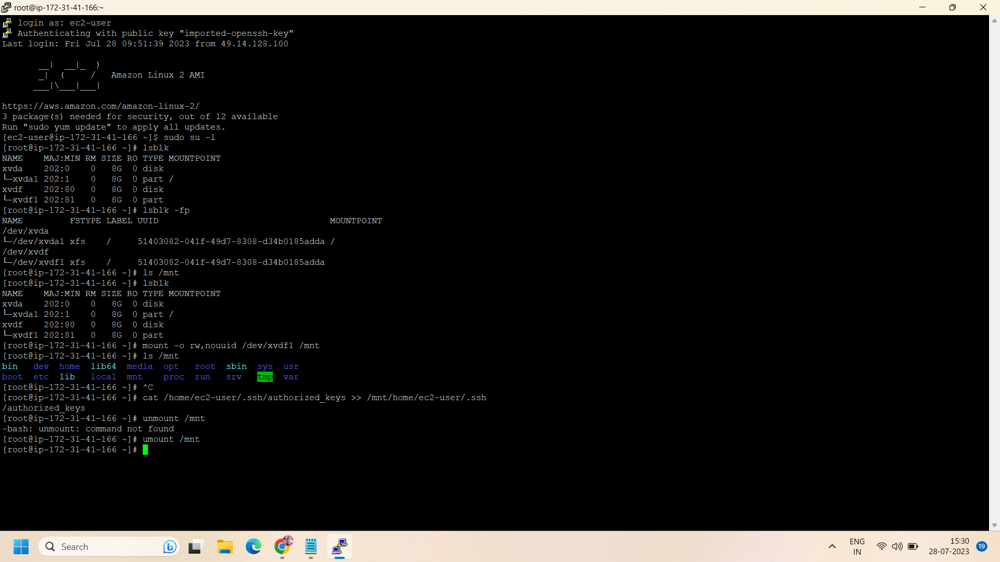 root@ip-172-31-41-166:~
login as: ec2-user
Authenticating with public key "imported-openssh-key"
Last login: Fri Jul 28 09:51:39 2023 from 49.14.128.100
       __|  __|_  )
       _|  (     /   Amazon Linux 2 AMI
      ___|\___|___|
https://aws.amazon.com/amazon-linux-2/
3 package(s) needed for security, out of 12 available
Run "sudo yum update" to apply all updates.
[ec2-user@ip-172-31-41-166 ~]$ sudo su -l
[root@ip-172-31-41-166 ~]# lsblk
NAME    MAJ:MIN RM SIZE RO TYPE MOUNTPOINT
xvda    202:0    0   8G  0 disk
└─xvda1 202:1    0   8G  0 part /
xvdf    202:80   0   8G  0 disk
└─xvdf1 202:81   0   8G  0 part
[root@ip-172-31-41-166 ~]# lsblk -fp
NAME         FSTYPE LABEL UUID                                 MOUNTPOINT
/dev/xvda
└─/dev/xvda1 xfs    /     51403082-041f-49d7-8308-d34b0185adda /
/dev/xvdf
└─/dev/xvdf1 xfs    /     51403082-041f-49d7-8308-d34b0185adda
[root@ip-172-31-41-166 ~]# ls /mnt
[root@ip-172-31-41-166 ~]# lsblk
NAME    MAJ:MIN RM SIZE RO TYPE MOUNTPOINT
xvda    202:0    0   8G  0 disk
└─xvda1 202:1    0   8G  0 part /
xvdf    202:80   0   8G  0 disk
└─xvdf1 202:81   0   8G  0 part
[root@ip-172-31-41-166 ~]# mount -o rw,nouuid /dev/xvdf1 /mnt
[root@ip-172-31-41-166 ~]# ls /mnt
bin   dev  home  lib64  media  opt   root  sbin  sys  usr
boot  etc  lib   local  mnt    proc  run   srv   tmp  var
[root@ip-172-31-41-166 ~]# ^C
[root@ip-172-31-41-166 ~]# cat /home/ec2-user/.ssh/authorized_keys >> /mnt/home/ec2-user/.ssh
/authorized_keys
[root@ip-172-31-41-166 ~]# unmount /mnt
-bash: unmount: command not found
[root@ip-172-31-41-166 ~]# umount /mnt
[root@ip-172-31-41-166 ~]#
Search
ENG
IN
15:30
28-07-2023
19